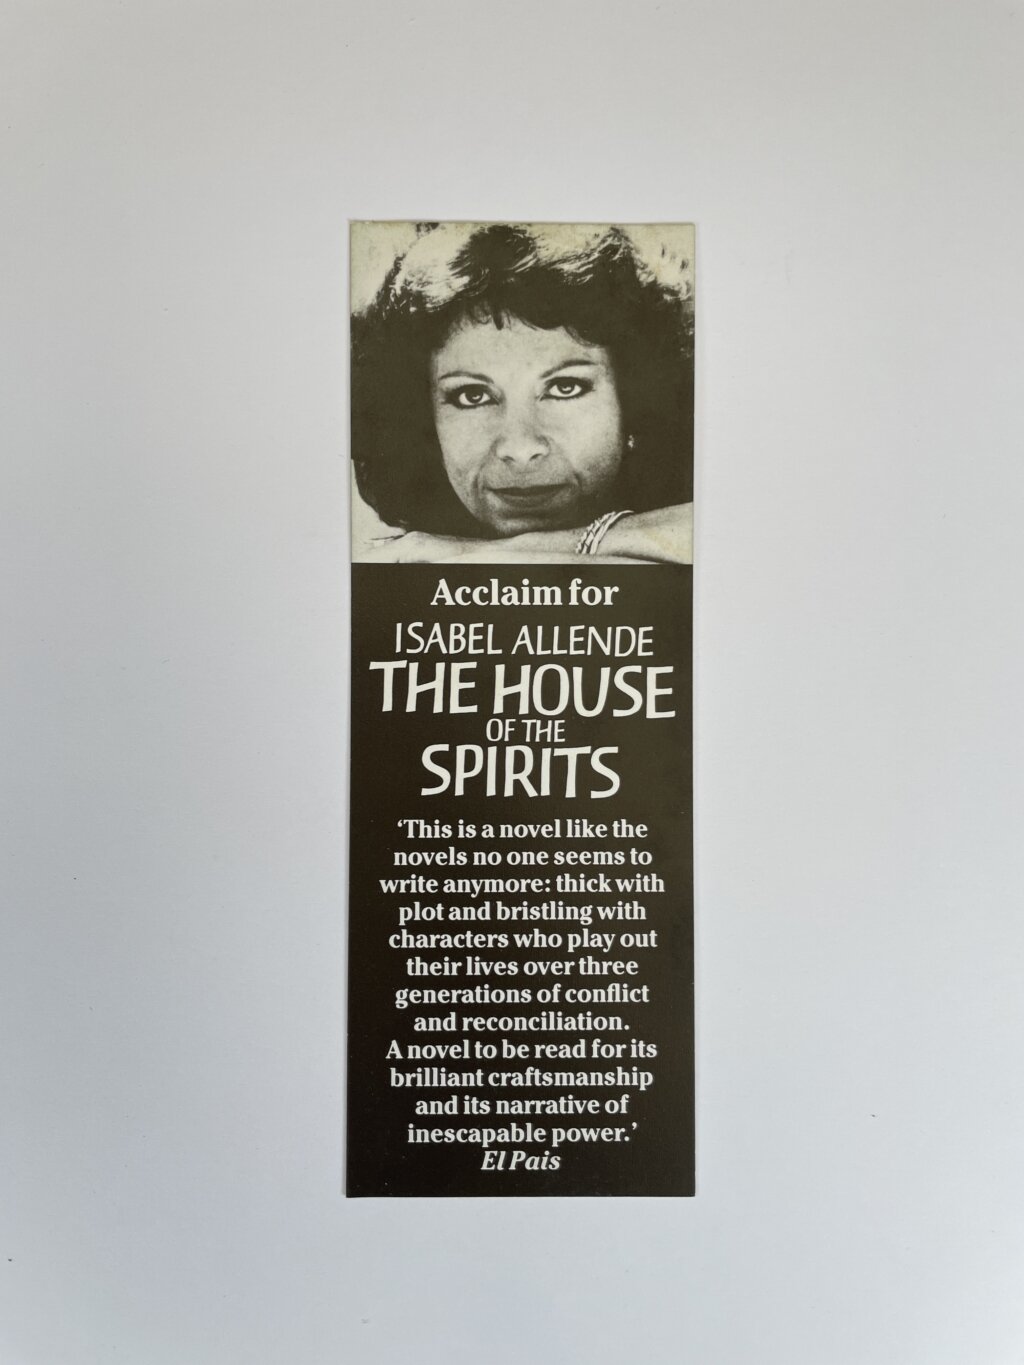 Acclaim for
ISABEL ALLENDE
THE HOUSE
OF THE
SPIRITS
‘This is a novel like the
novels no one seems to
write anymore: thick with
plot and bristling with
characters who play out
their lives over three
generations of conflict
and reconciliation.
A novel to be read for its
brilliant craftsmanship
and its narrative of
inescapable power.’
El Pais